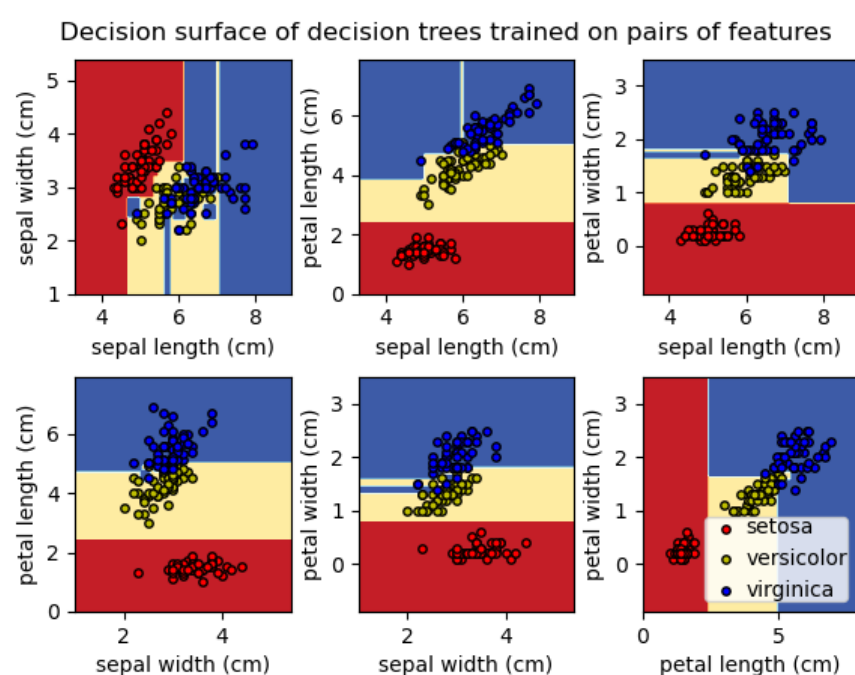 Decision surface of decision trees trained on pairs of features
sepal width (cm)
5
4
3
2
1
4 6 8
sepal length (cm)
petal length (cm)
6
4
2
0
4 6 8
sepal length (cm)
petal width (cm)
3
2
1
0
4 6 8
sepal length (cm)
petal length (cm)
6
4
2
0
2 4
sepal width (cm)
petal width (cm)
3
2
1
0
2 4
sepal width (cm)
petal width (cm)
3
2
1
0
0 5
petal length (cm)
setosa
versicolor
virginica